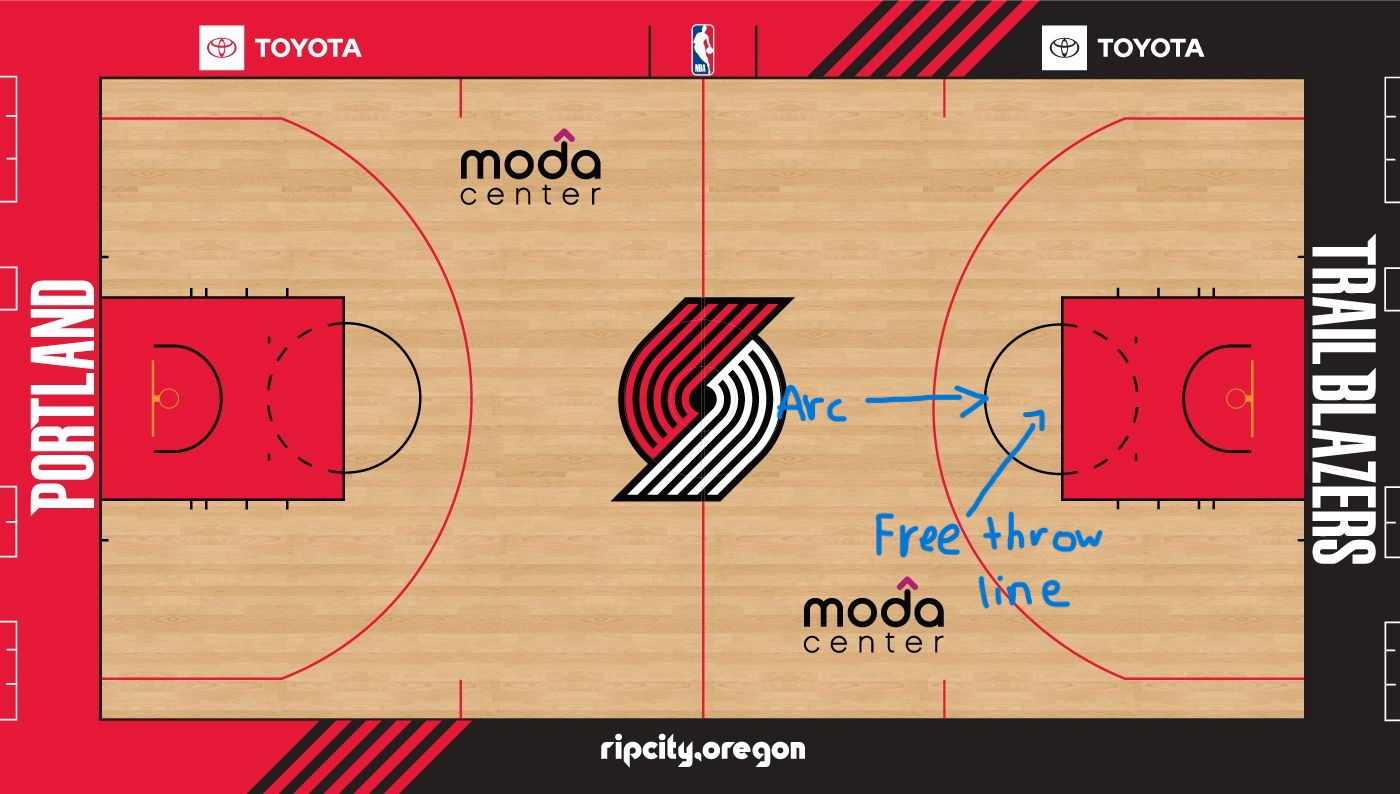 TOYOTA
NBA
TOYOTA
moda
center
PORTLAND
TRAIL BLAZERS
Arc
Free throw
line
moda
center
ripcity.oregon